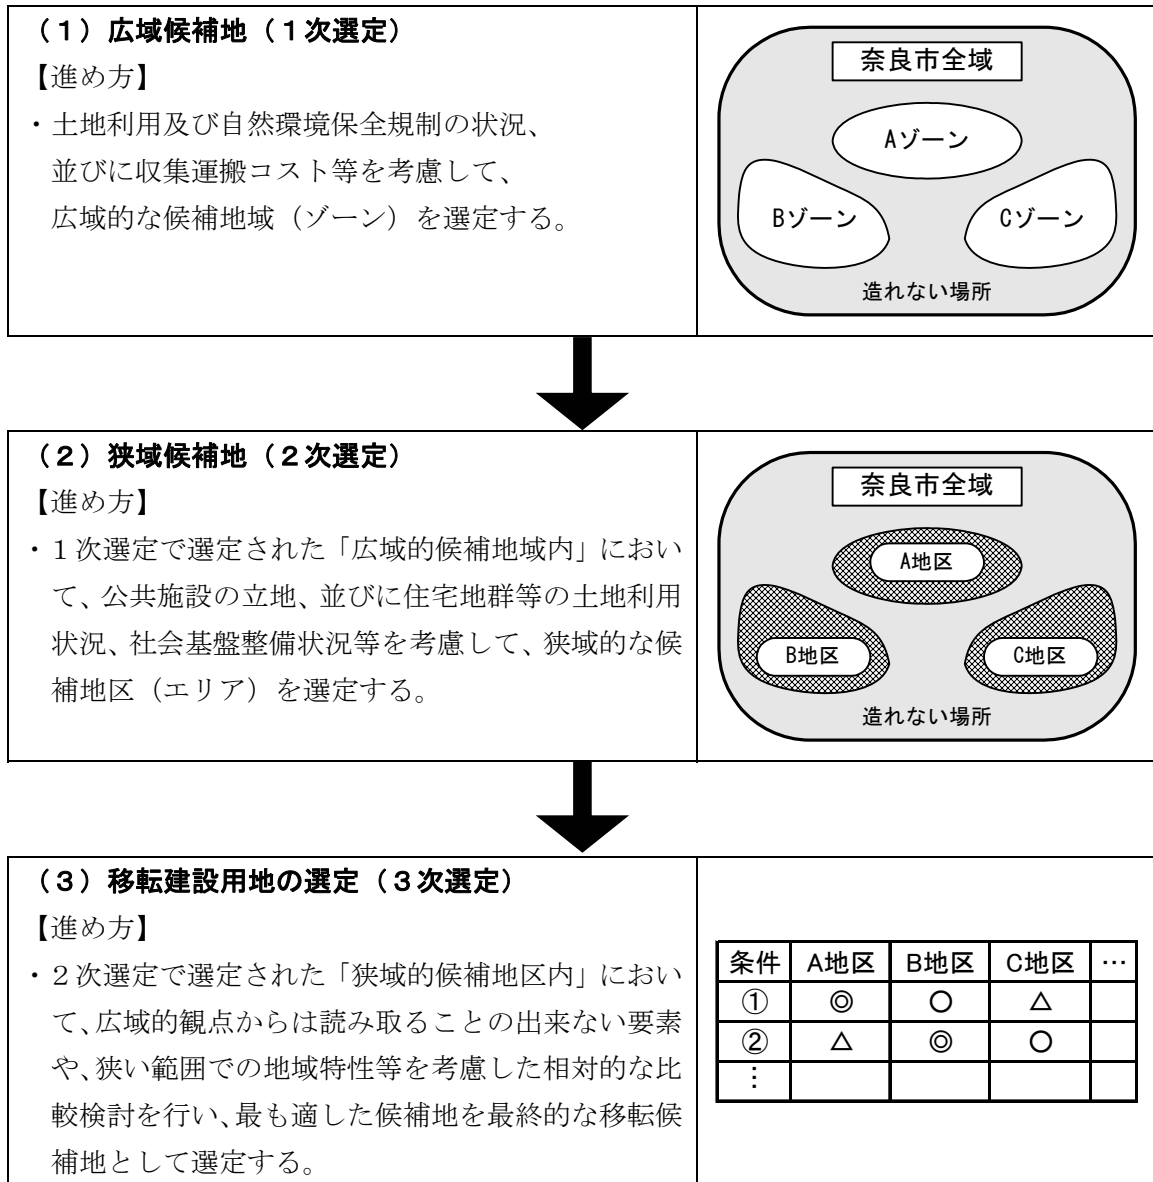 （１）広域候補地（１次選定）
【進め方】
・土地利用及び自然環境保全規制の状況、
並びに収集運搬コスト等を考慮して、
広域的な候補地域（ゾーン）を選定する。
奈良市全域
Aゾーン
Bゾーン
Cゾーン
造れない場所
（２）狭域候補地（２次選定）
【進め方】
・１次選定で選定された「広域的候補地域内」におい
て、公共施設の立地、並びに住宅地群等の土地利用
状況、社会基盤整備状況等を考慮して、狭域的な候
補地区（エリア）を選定する。
奈良市全域
A地区
B地区
C地区
造れない場所
（３）移転建設用地の選定（３次選定）
【進め方】
・２次選定で選定された「狭域的候補地区内」におい
て、広域的観点からは読み取ることの出来ない要素
や、狭い範囲での地域特性等を考慮した相対的な比
較検討を行い、最も適した候補地を最終的な移転候
補地として選定する。
条件 A地区 B地区 C地区 …
① ◎ ○ △
② △ ◎ ○
⋮